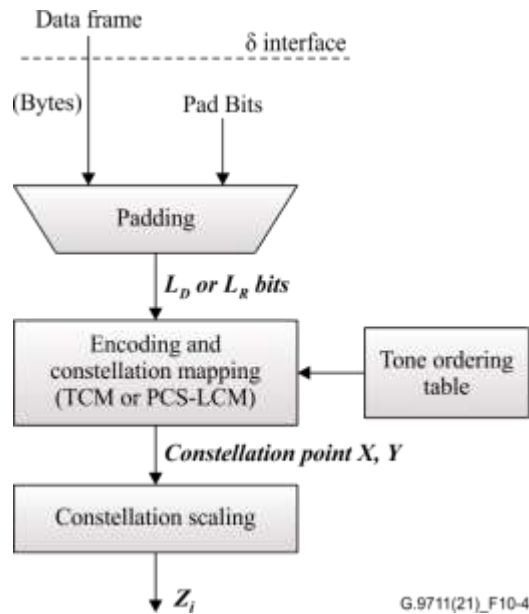 Data frame
δ interface
(Bytes)
Pad Bits
Padding
L_D or L_R bits
Encoding and
constellation mapping
(TCM or PCS-LCM)
Tone ordering
table
Constellation point X, Y
Constellation scaling
Z_i
G.9711(21)_F10-4